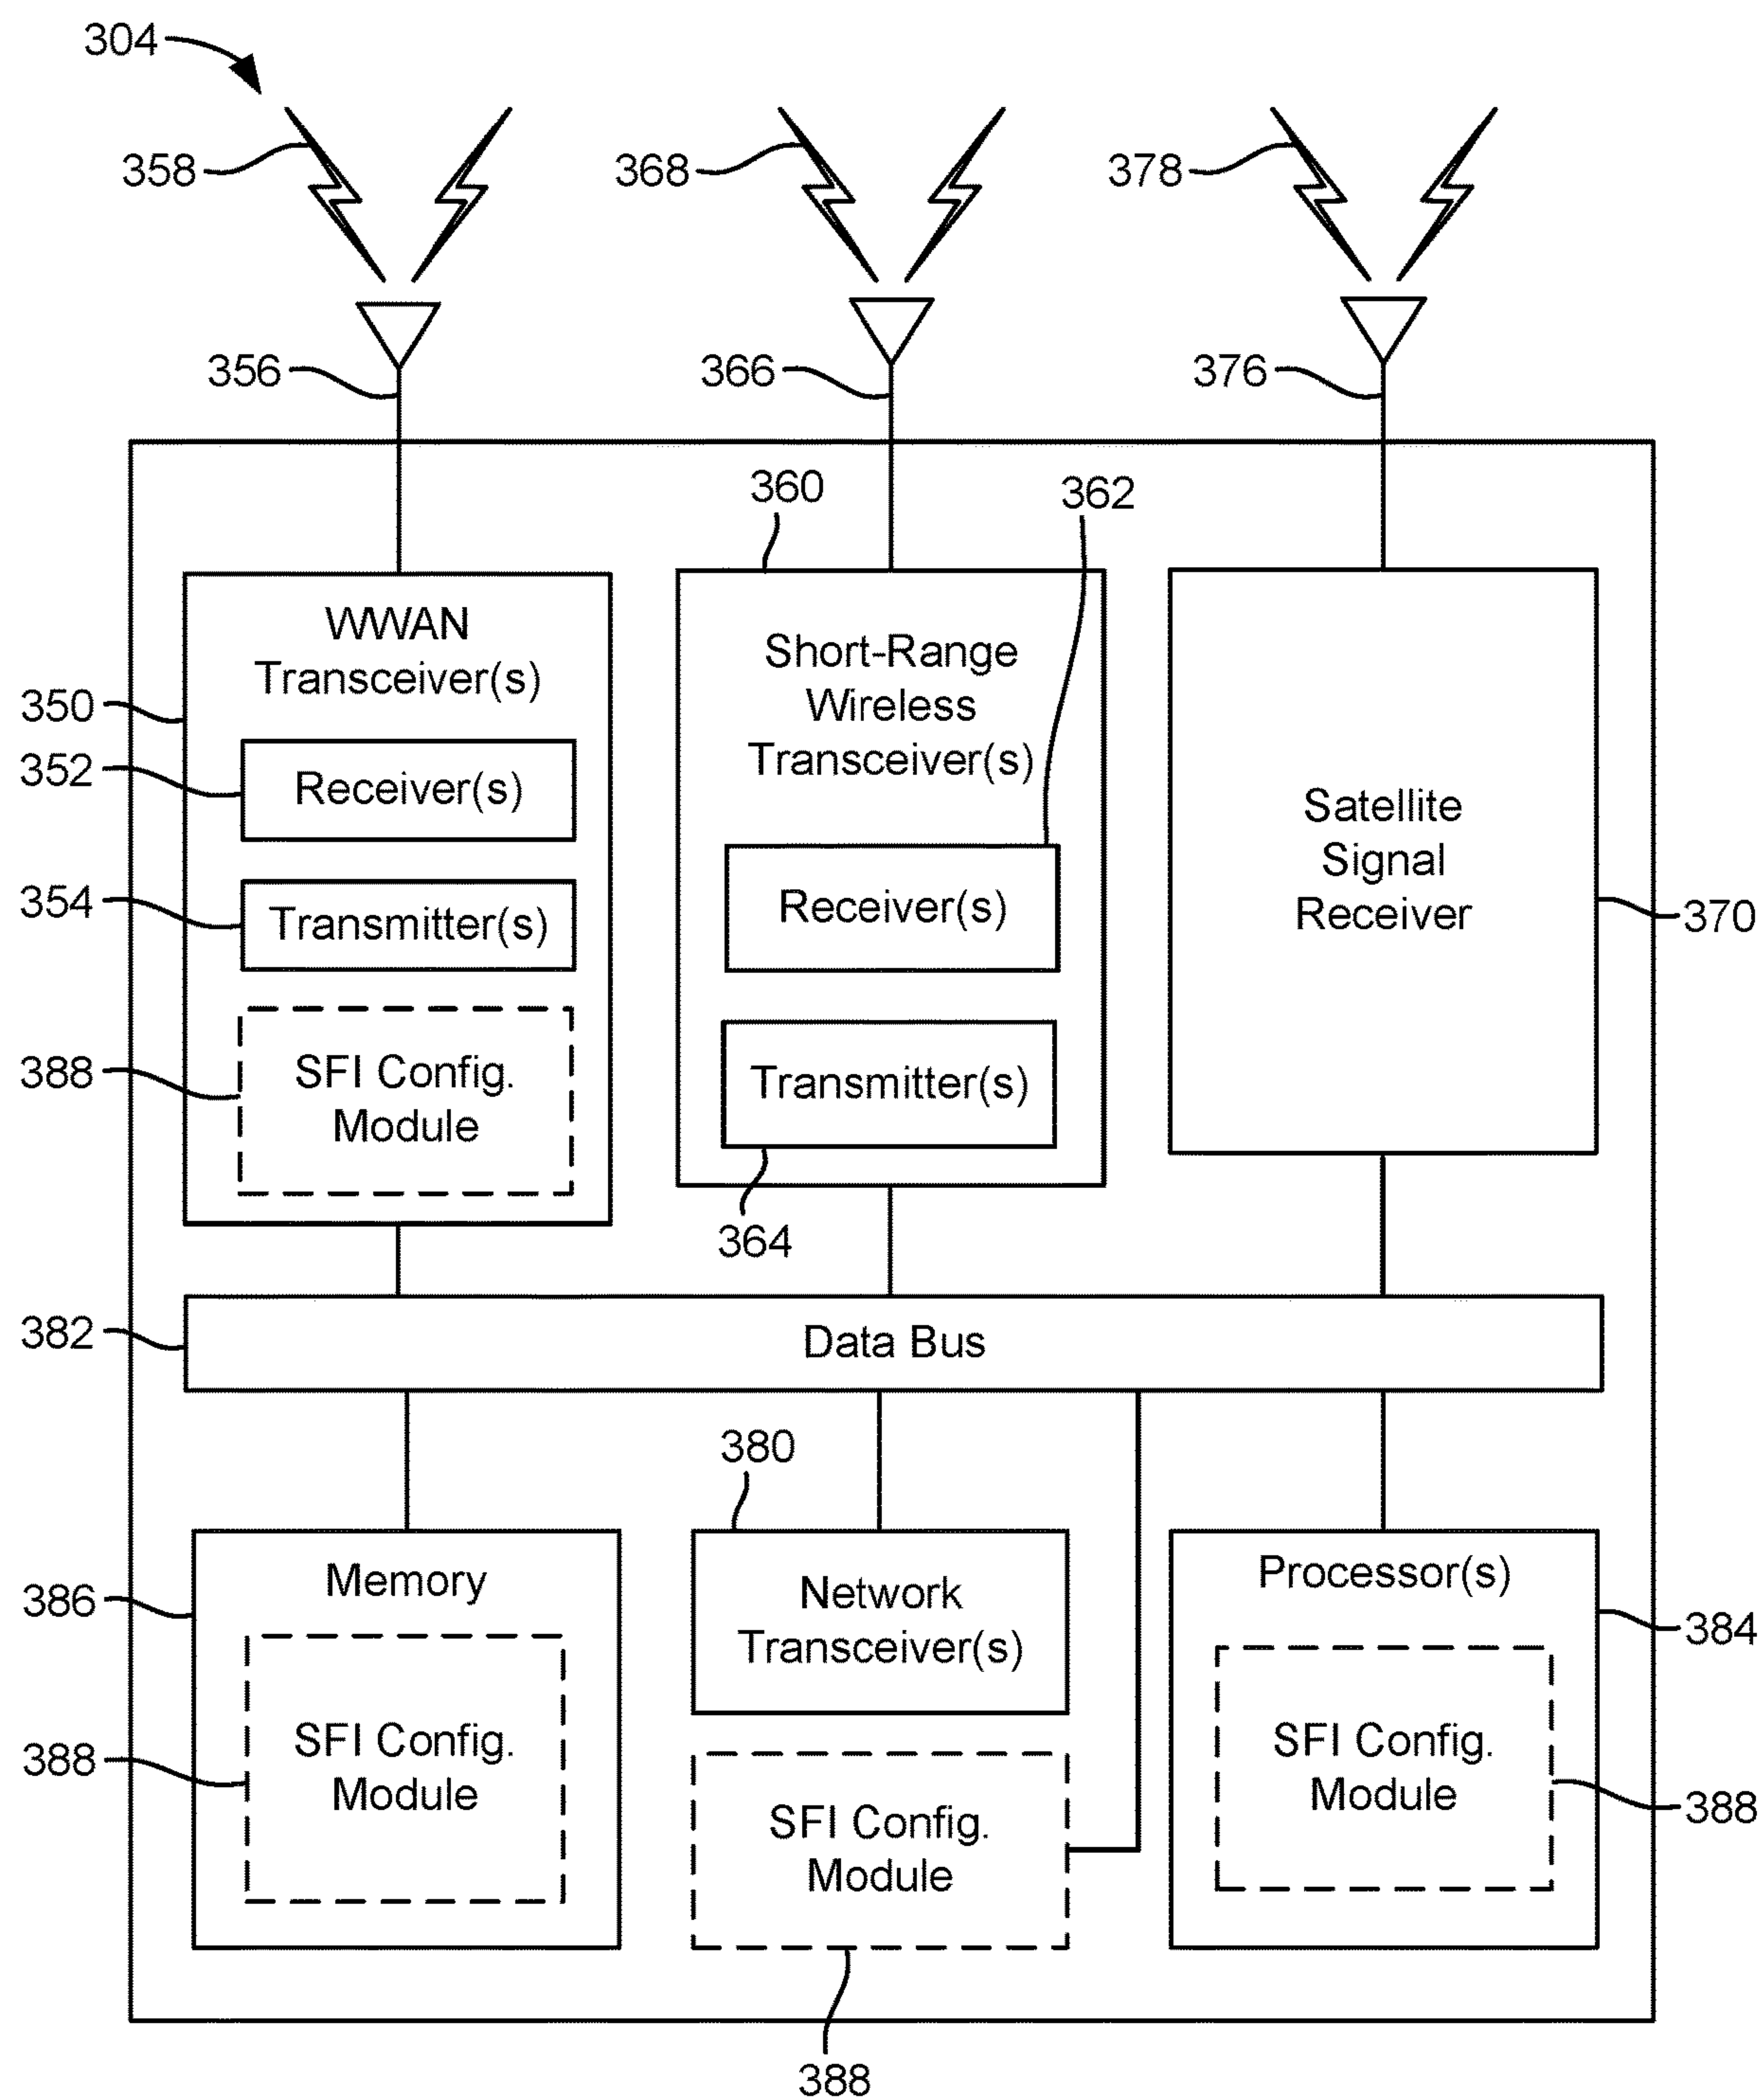 304
358
368
378
356
366
376
360
362
WWAN
Transceiver(s)
350
352
Receiver(s)
354
Transmitter(s)
388
SFI Config.
Module
Short-Range
Wireless
Transceiver(s)
Receiver(s)
Transmitter(s)
364
Satellite
Signal
Receiver
370
382
Data Bus
380
386
Memory
388
SFI Config.
Module
Network
Transceiver(s)
SFI Config.
Module
388
Processor(s)
384
SFI Config.
Module
388